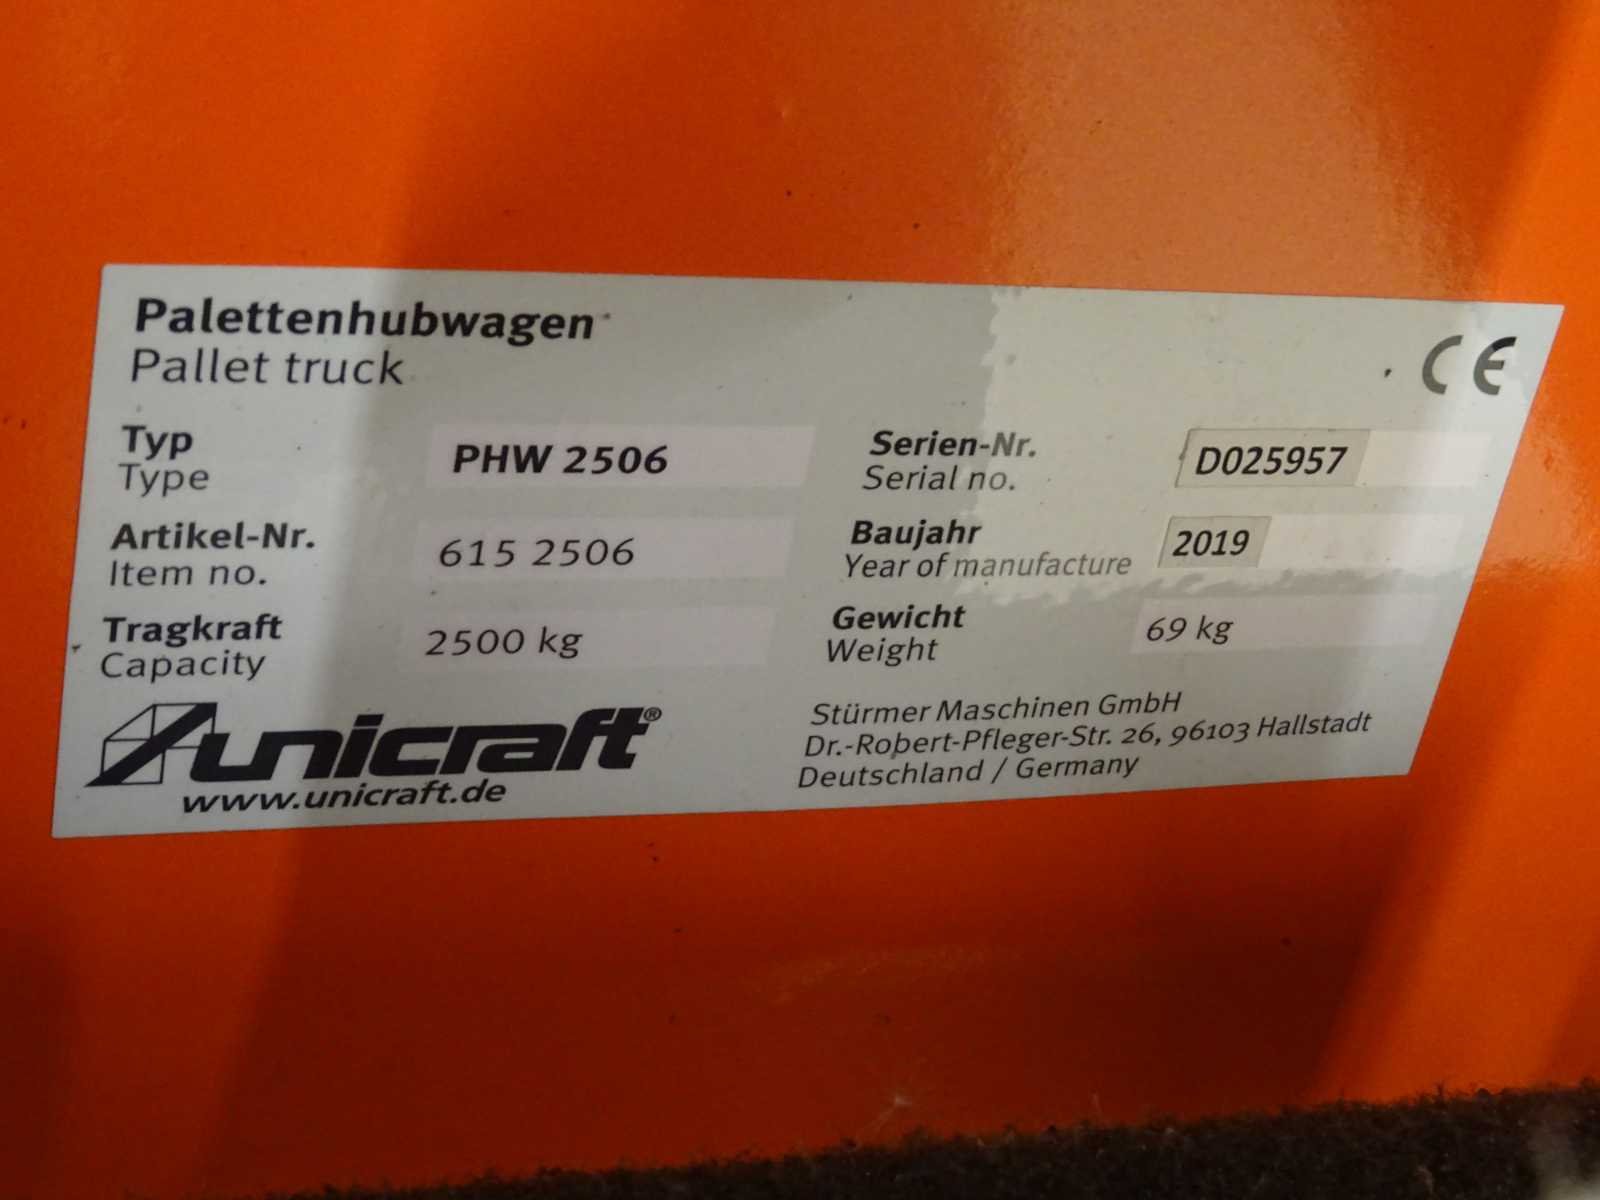 Palettenhubwagen
Pallet truck
CE
Typ
Type
PHW 2506
Serien-Nr.
Serial no.
D025957
Artikel-Nr.
Item no.
615 2506
Baujahr
Year of manufacture
2019
Tragkraft
Capacity
2500 kg
Gewicht
Weight
69 kg
unicraft®
www.unicraft.de
Stürmer Maschinen GmbH
Dr.-Robert-Pfleger-Str. 26, 96103 Hallstadt
Deutschland / Germany